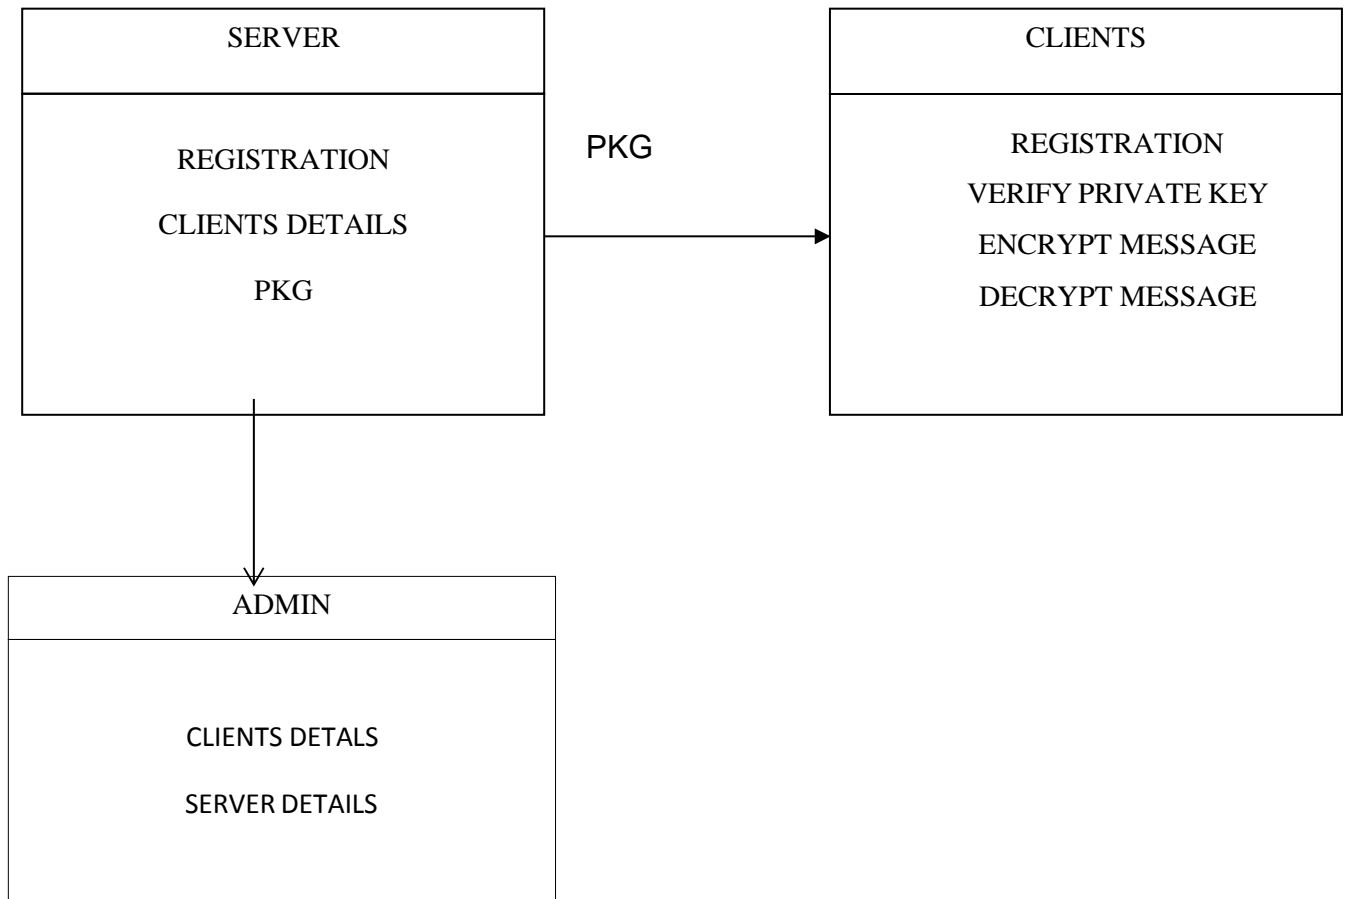 SERVER
REGISTRATION
CLIENTS DETAILS
PKG
PKG
CLIENTS
REGISTRATION
VERIFY PRIVATE KEY
ENCRYPT MESSAGE
DECRYPT MESSAGE
ADMIN
CLIENTS DETALS
SERVER DETAILS